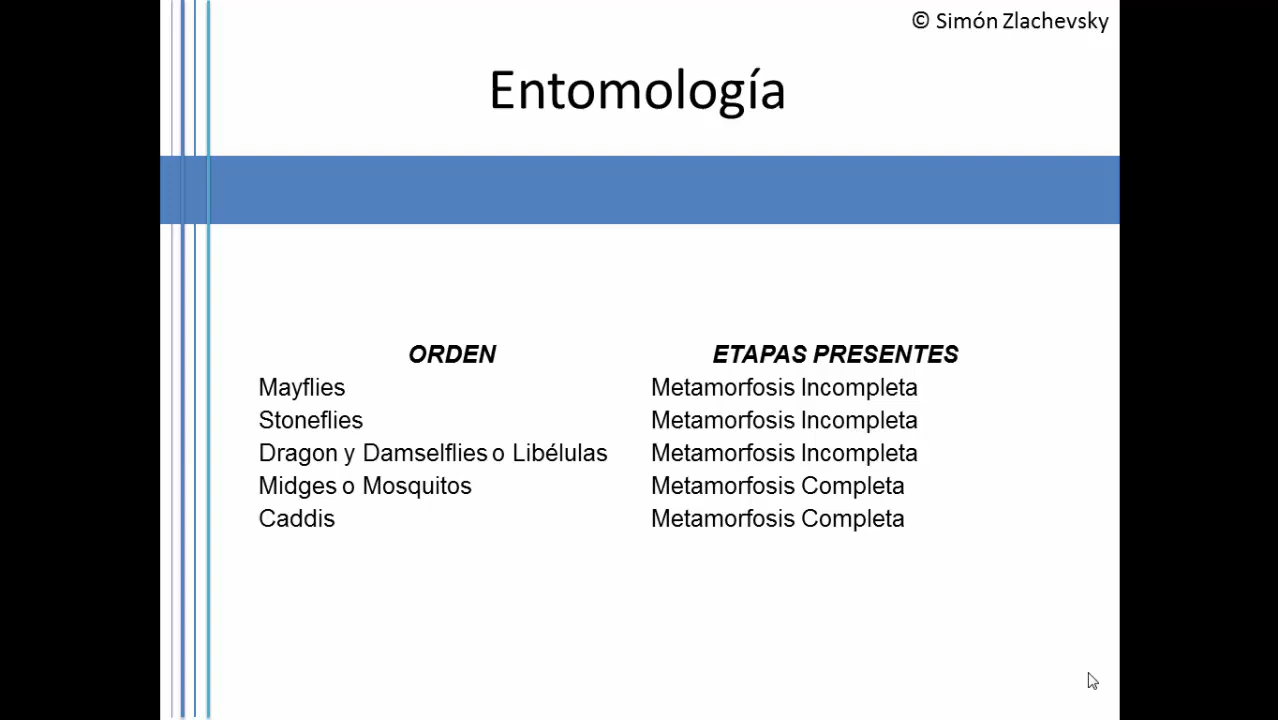 © Simón Zlachevsky
Entomología
ORDEN ETAPAS PRESENTES
Mayflies Metamorfosis Incompleta
Stoneflies Metamorfosis Incompleta
Dragon y Damselflies o Libélulas Metamorfosis Incompleta
Midges o Mosquitos Metamorfosis Completa
Caddis Metamorfosis Completa